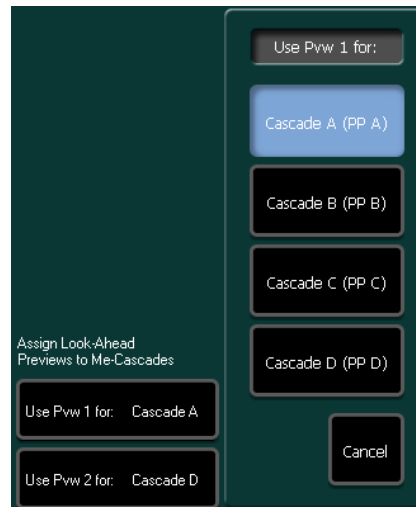 Use Pvw 1 for:
Cascade A (PP A)
Cascade B (PP B)
Cascade C (PP C)
Cascade D (PP D)
Cancel
Assign Look-Ahead
Previews to Me-Cascades
Use Pvw 1 for: Cascade A
Use Pvw 2 for: Cascade D